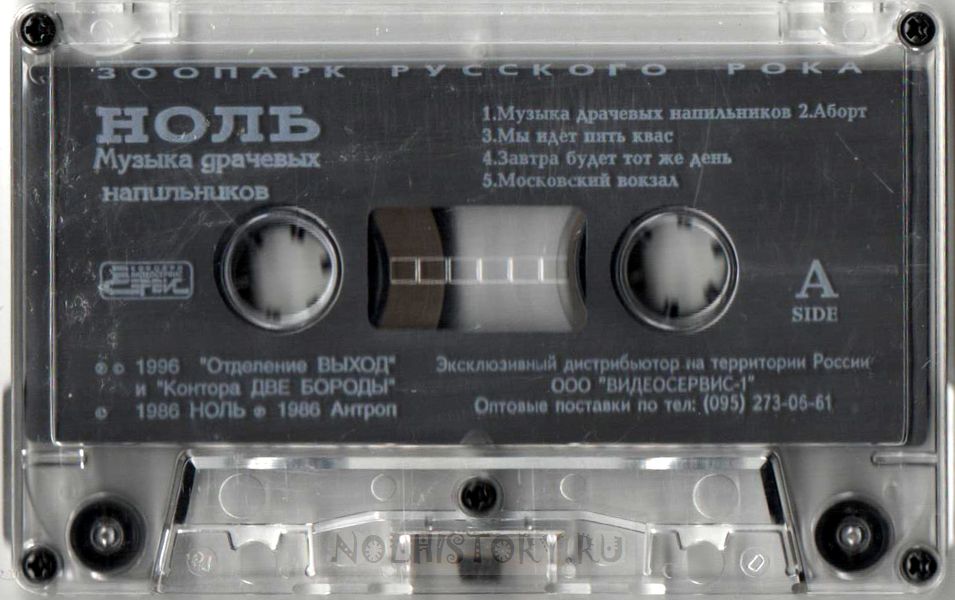 ЗООПАРК РУССКОГО РОКА
НОЛЬ
Музыка драчевых
напильников
1.Музыка драчевых напильников 2.Аборт
3.Мы идет пить квас
4.Завтра будет тот же день
5.Московский вокзал
ВИДЕОСЕРВИС
A
SIDE
℗ © 1996 "Отделение ВЫХОД"
и "Контора ДВЕ БОРОДЫ"
© 1986 НОЛЬ ℗ 1986 Антроп
Эксклюзивный дистрибьютор на территории России
ООО "ВИДЕОСЕРВИС-1"
Оптовые поставки по тел: (095) 273-06-61
NOLHISTORY.RU